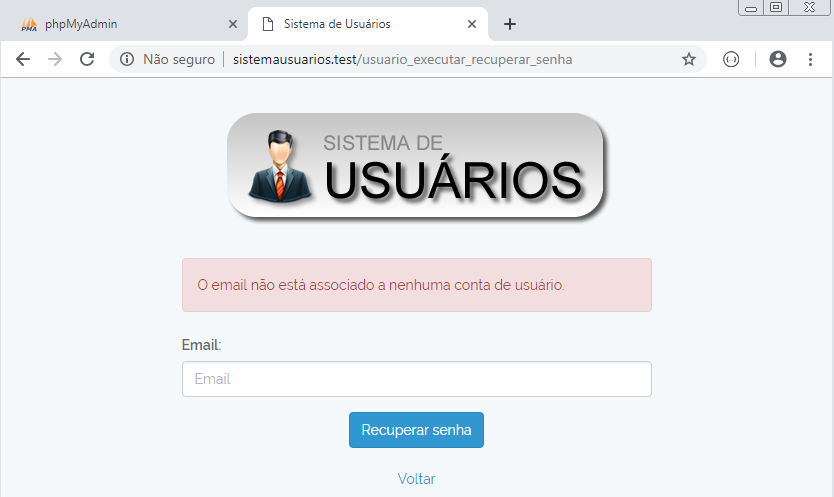 PMA phpMyAdmin
Sistema de Usuários
Não seguro
sistemausuarios.test/usuario_executar_recuperar_senha
SISTEMA DE
USUÁRIOS
O email não está associado a nenhuma conta de usuário.
Email:
Email
Recuperar senha
Voltar